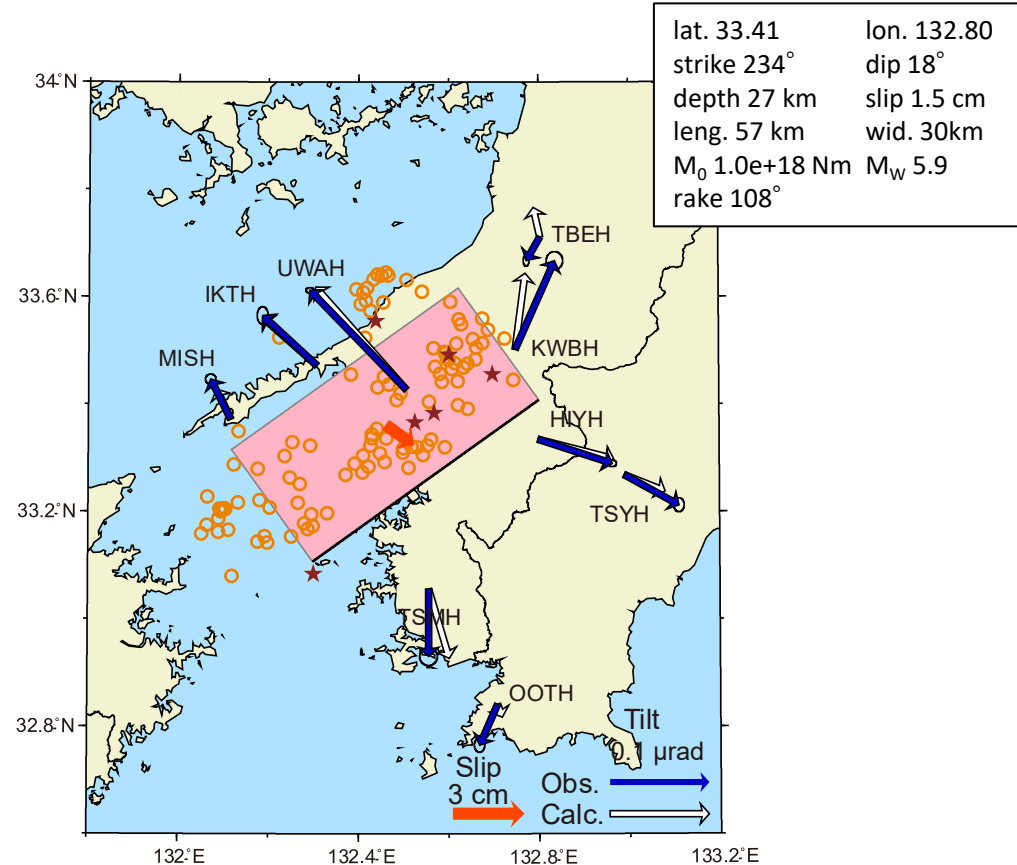 lat. 33.41 lon. 132.80
strike 234° dip 18°
depth 27 km slip 1.5 cm
leng. 57 km wid. 30km
M₀ 1.0e+18 Nm M_W 5.9
rake 108°
34°N
TBEH
UWAH
IKTH
33.6°N
KWBH
MISH
HIYH
33.2°N
TSYH
TSMH
OOTH
32.8°N
Tilt
0.1 μrad
Slip
3 cm
Obs.
Calc.
132°E
132.4°E
132.8°E
133.2°E